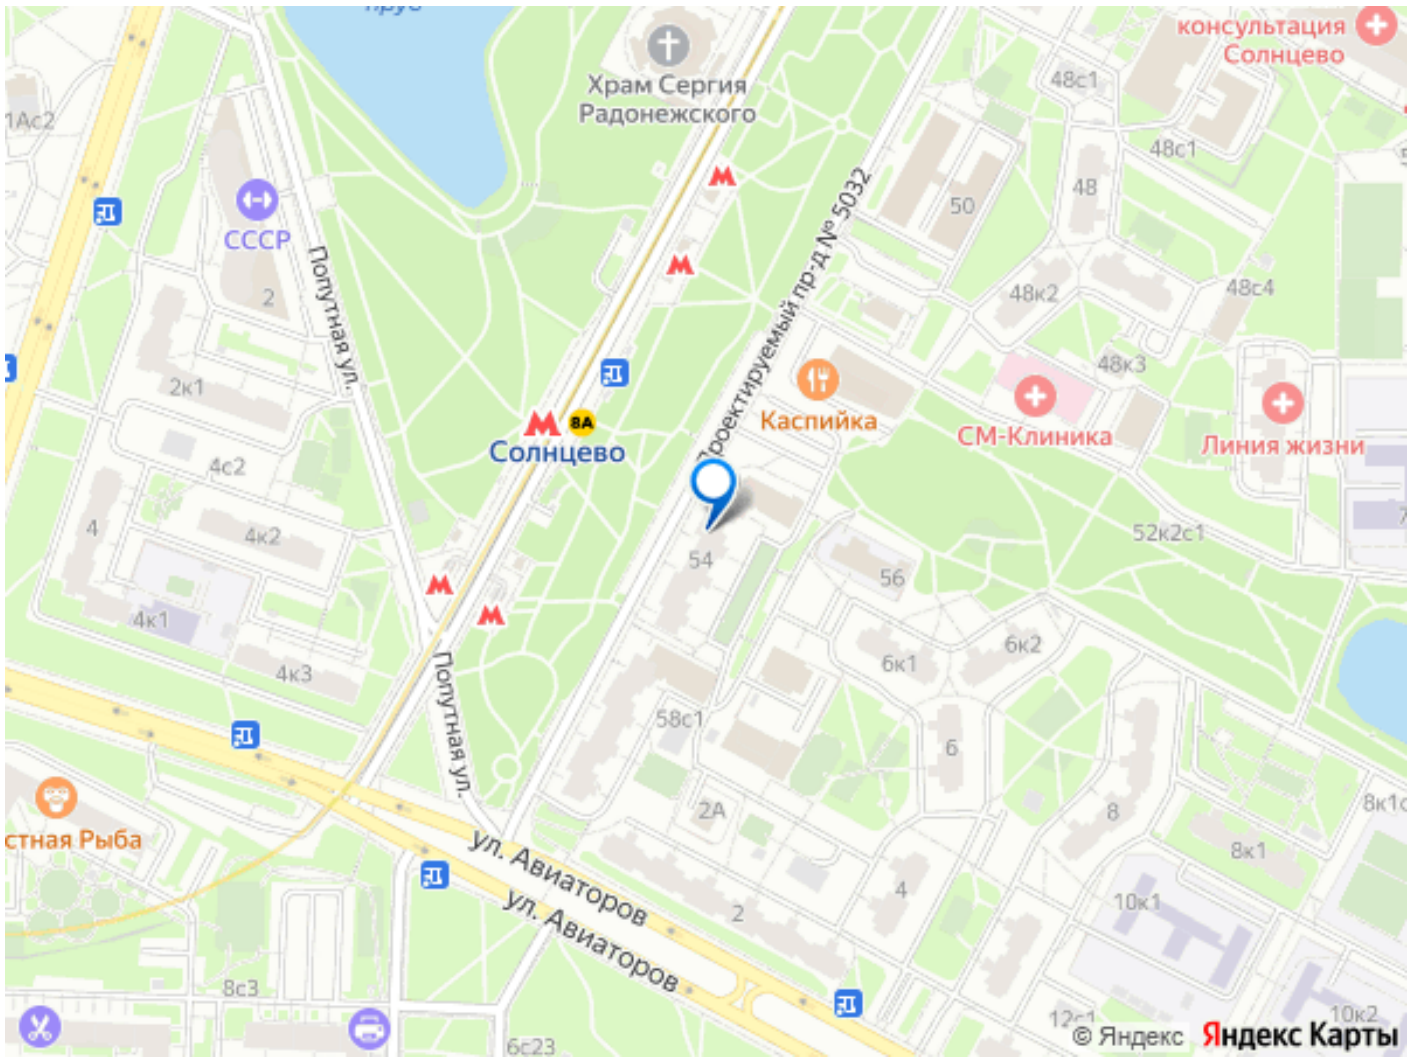 пруд
консультация
Солнцево
Храм Сергия
Радонежского
48с1
1Ас2
48с1
48
50
СССР
2
Попутная ул.
Проектируемый пр-д № 5032
48к2
48с4
48к3
2к1
Каспийка
СМ-Клиника
Линия жизни
М
М
М
8А
Солнцево
4с2
4
4к2
54
52к2с1
56
М
М
4к1
6к1
6к2
4к3
Попутная ул.
58с1
6
2А
8
8к1с
стная Рыба
ул. Авиаторов
8к1
4
2
10к1
ул. Авиаторов
8с3
12с1
10к2
6с23
© Яндекс
Яндекс Карты